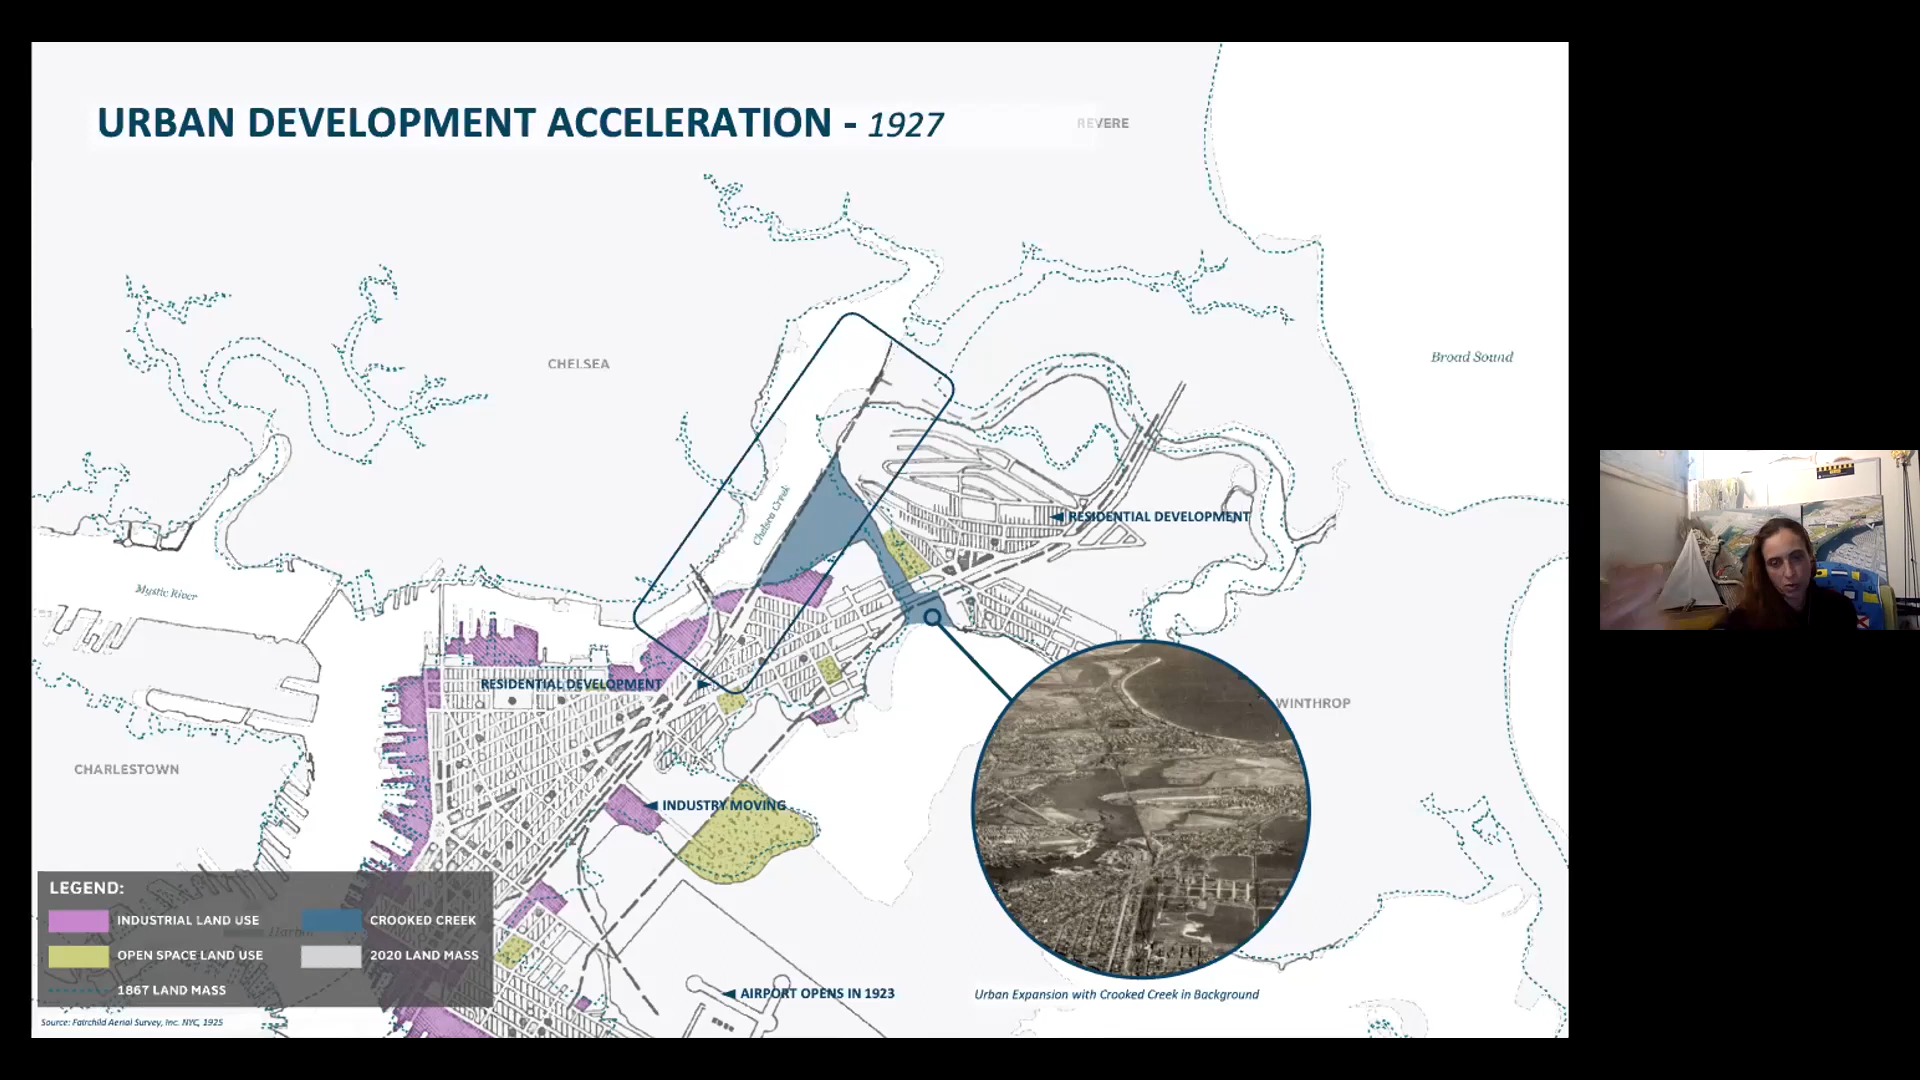 URBAN DEVELOPMENT ACCELERATION - 1927
REVERE
Broad Sound
CHELSEA
Chelsea Creek
RESIDENTIAL DEVELOPMENT
Mystic River
RESIDENTIAL DEVELOPMENT
WINTHROP
CHARLESTOWN
INDUSTRY MOVING
LEGEND:
INDUSTRIAL LAND USE
CROOKED CREEK
Harbor
OPEN SPACE LAND USE
2020 LAND MASS
1867 LAND MASS
AIRPORT OPENS IN 1923
Urban Expansion with Crooked Creek in Background
Source: Fairchild Aerial Survey, Inc. NYC, 1925